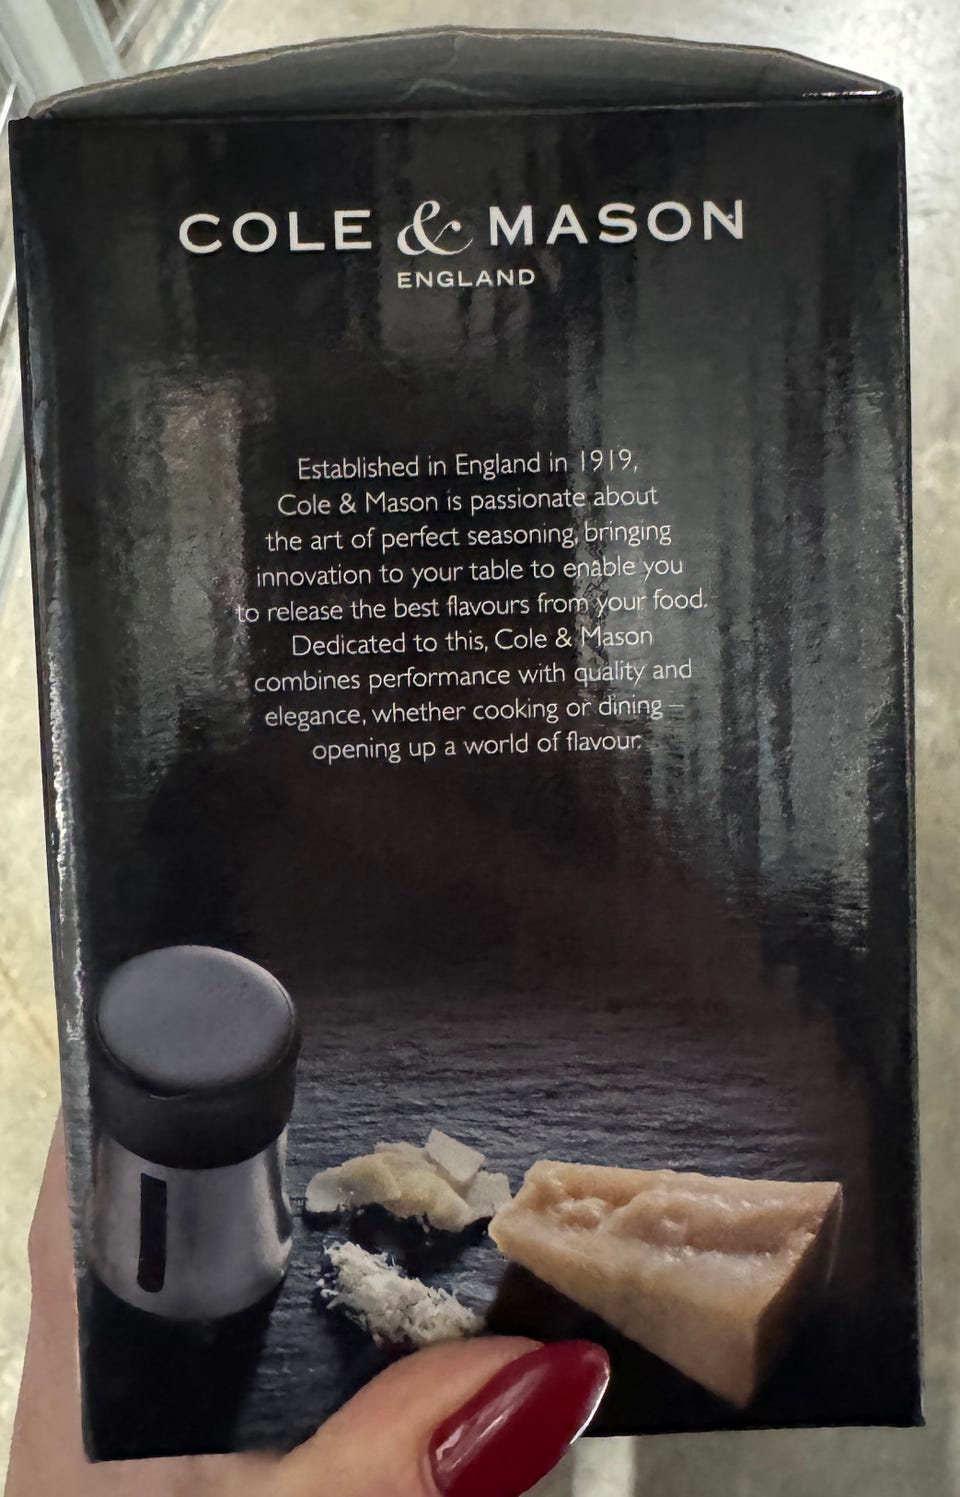 COLE & MASON
ENGLAND
Established in England in 1919,
Cole & Mason is passionate about
the art of perfect seasoning, bringing
innovation to your table to enable you
to release the best flavours from your food.
Dedicated to this, Cole & Mason
combines performance with quality and
elegance, whether cooking or dining –
opening up a world of flavour.